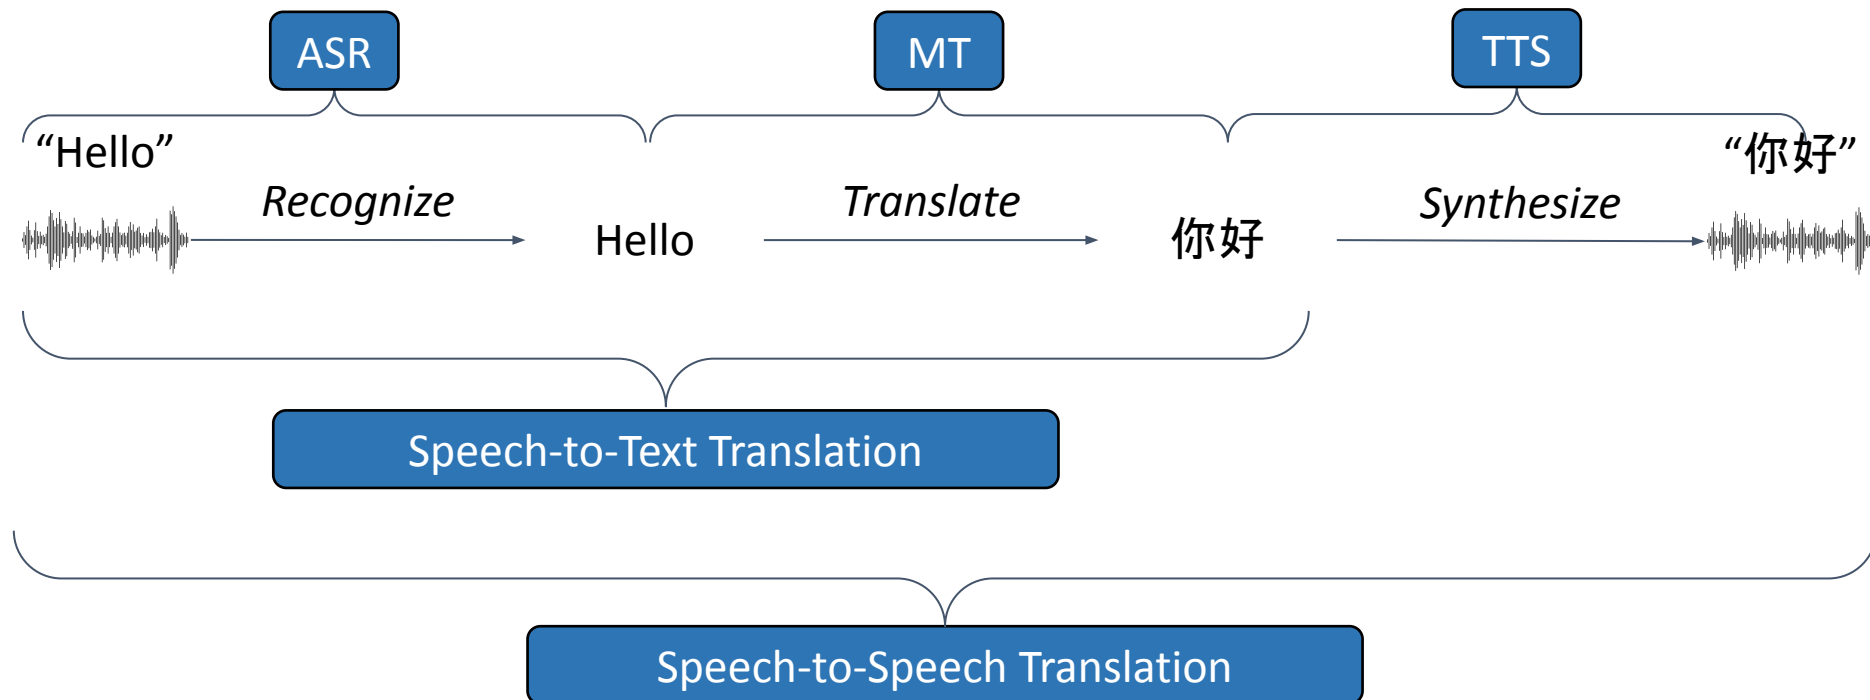 ASR
MT
TTS
“Hello”
“你好”
Recognize
Translate
Synthesize
Hello
你好
Speech-to-Text Translation
Speech-to-Speech Translation